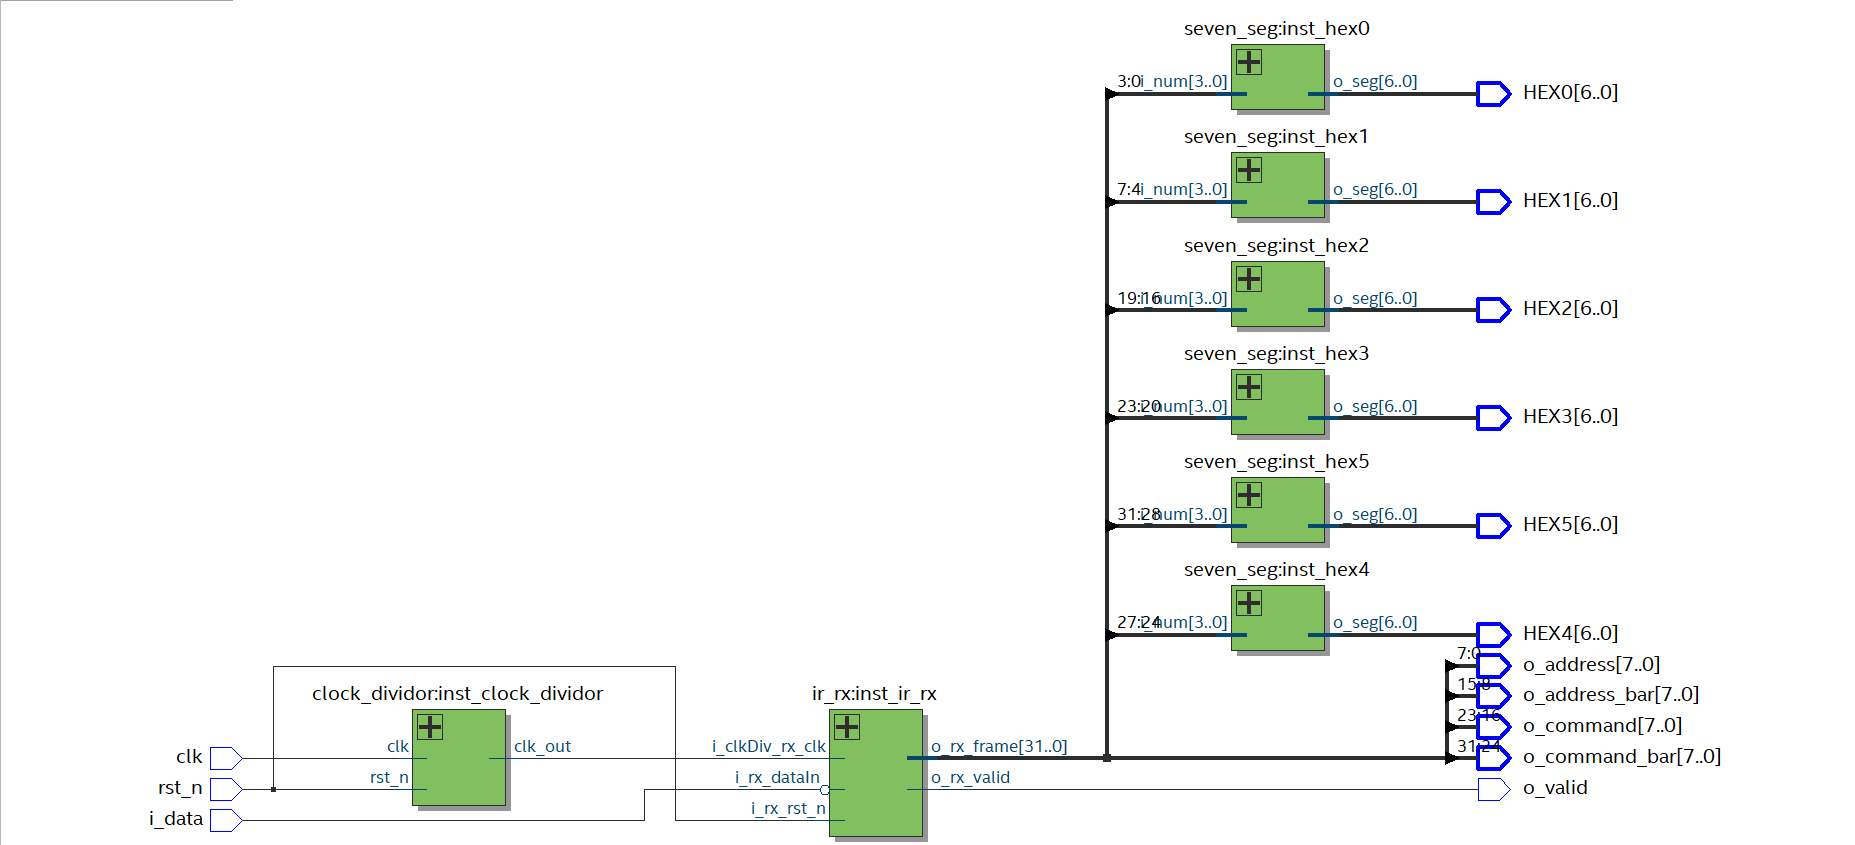 seven_seg:inst_hex0
3:0 i_num[3..0] o_seg[6..0] HEX0[6..0]
seven_seg:inst_hex1
7:4 i_num[3..0] o_seg[6..0] HEX1[6..0]
seven_seg:inst_hex2
19:16 i_num[3..0] o_seg[6..0] HEX2[6..0]
seven_seg:inst_hex3
23:20 i_num[3..0] o_seg[6..0] HEX3[6..0]
seven_seg:inst_hex5
31:28 i_num[3..0] o_seg[6..0] HEX5[6..0]
seven_seg:inst_hex4
27:24 i_num[3..0] o_seg[6..0] HEX4[6..0]
7:0 o_address[7..0]
15:8 o_address_bar[7..0]
23:16 o_command[7..0]
31:24 o_command_bar[7..0]
o_valid
clock_dividor:inst_clock_dividor
clk clk clk_out
rst_n rst_n
i_data
ir_rx:inst_ir_rx
i_clkDiv_rx_clk o_rx_frame[31..0]
i_rx_dataIn o_rx_valid
i_rx_rst_n